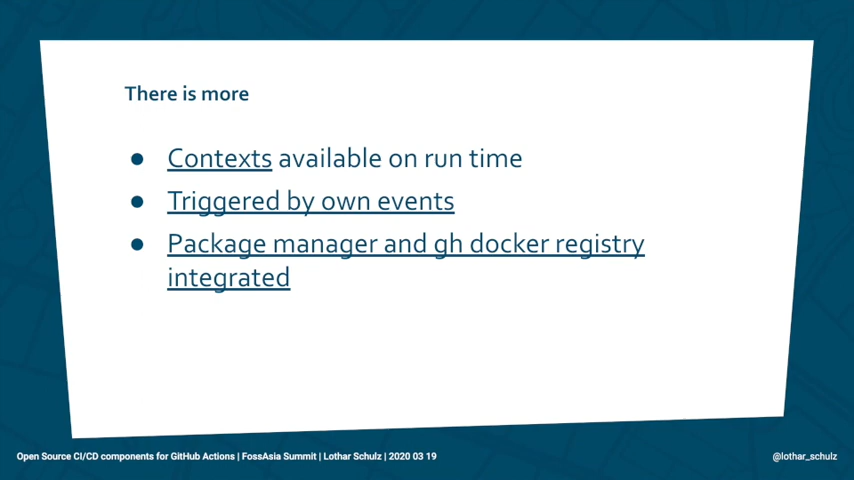 There is more
● Contexts available on run time
● Triggered by own events
● Package manager and gh docker registry
integrated
Open Source CI/CD components for GitHub Actions | FossAsia Summit | Lothar Schulz | 2020 03 19
@lothar_schulz